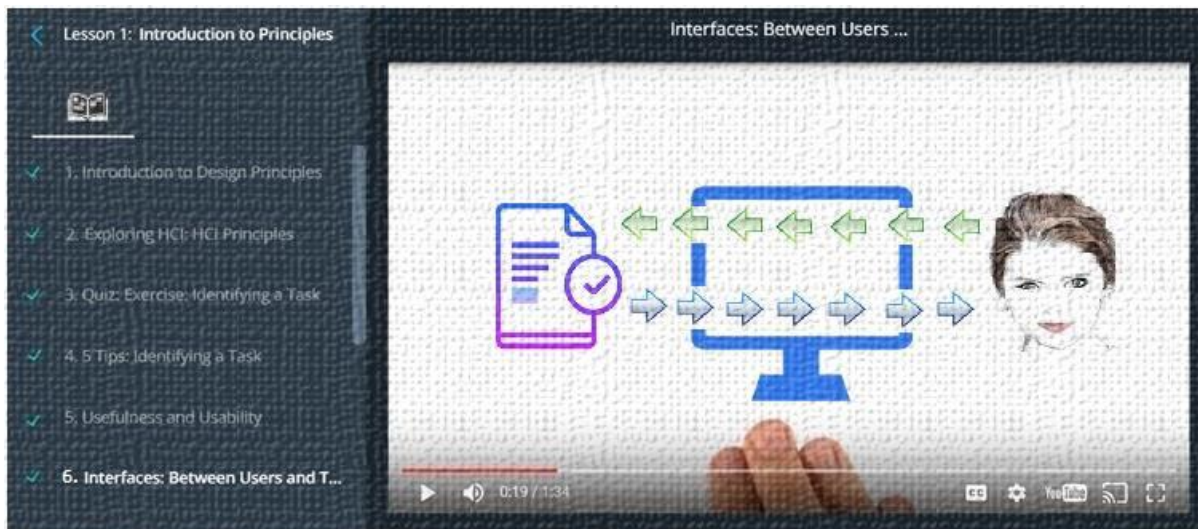 Lesson 1: Introduction to Principles
1. Introduction to Design Principles
2. Exploring HCI: HCI Principles
3. Quiz: Exercise: Identifying a Task
4. 5 Tips: Identifying a Task
5. Usefulness and Usability
6. Interfaces: Between Users and T...
Interfaces: Between Users ...
0:19 / 1:34
CC
YouTube